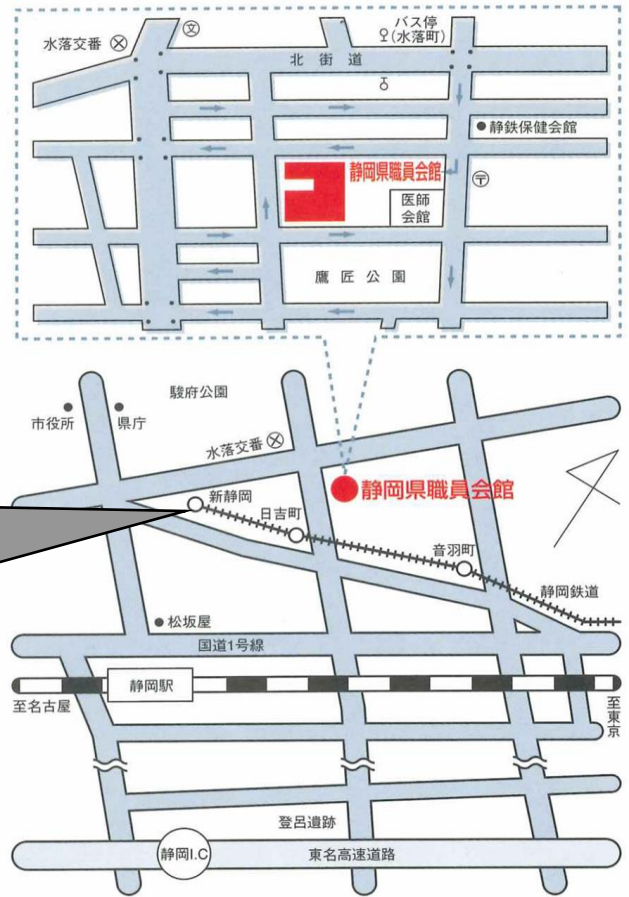 水落交番
文
バス停
(水落町)
北街道
静鉄保健会館
静岡県職員会館
〒
医師
会館
鷹匠公園
駿府公園
市役所
県庁
水落交番
静岡県職員会館
新静岡
日吉町
音羽町
静岡鉄道
松坂屋
国道1号線
静岡駅
至名古屋
至東京
登呂遺跡
静岡I.C
東名高速道路